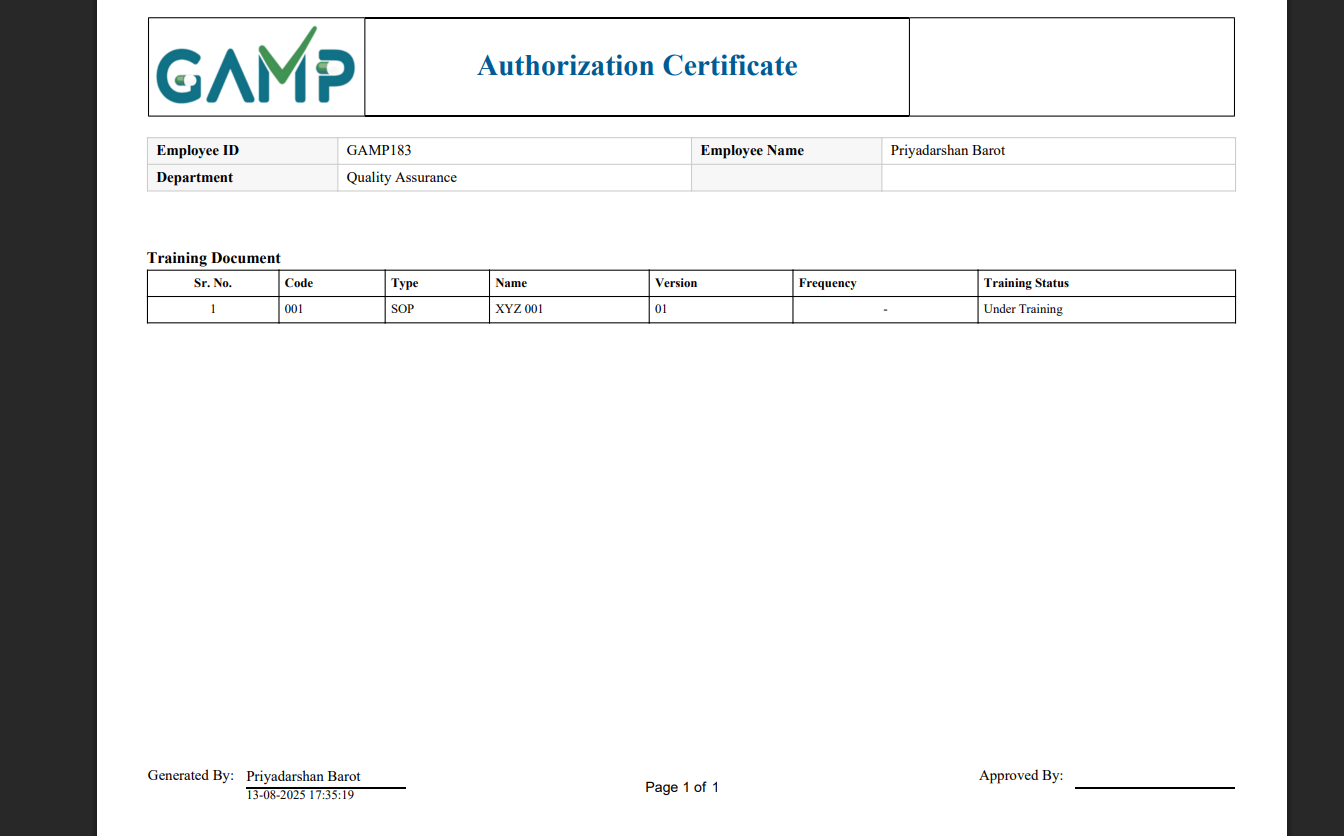 GAMP
Authorization Certificate
Employee ID GAMP183 Employee Name Priyadarshan Barot
Department Quality Assurance
Training Document
Sr. No. Code Type Name Version Frequency Training Status
1 001 SOP XYZ 001 01 - Under Training
Generated By: Priyadarshan Barot
13-08-2025 17:35:19
Page 1 of 1
Approved By: